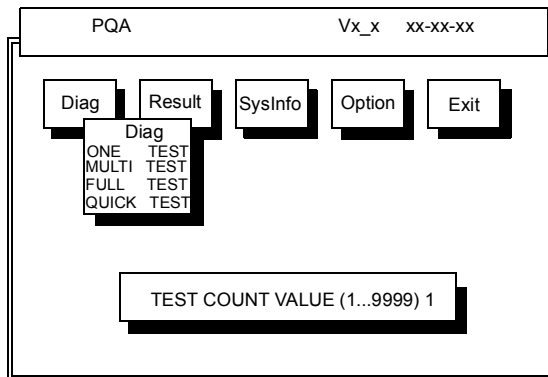 PQA Vx_x xx-xx-xx
Diag Result SysInfo Option Exit
Diag
ONE TEST
MULTI TEST
FULL TEST
QUICK TEST
TEST COUNT VALUE (1...9999) 1